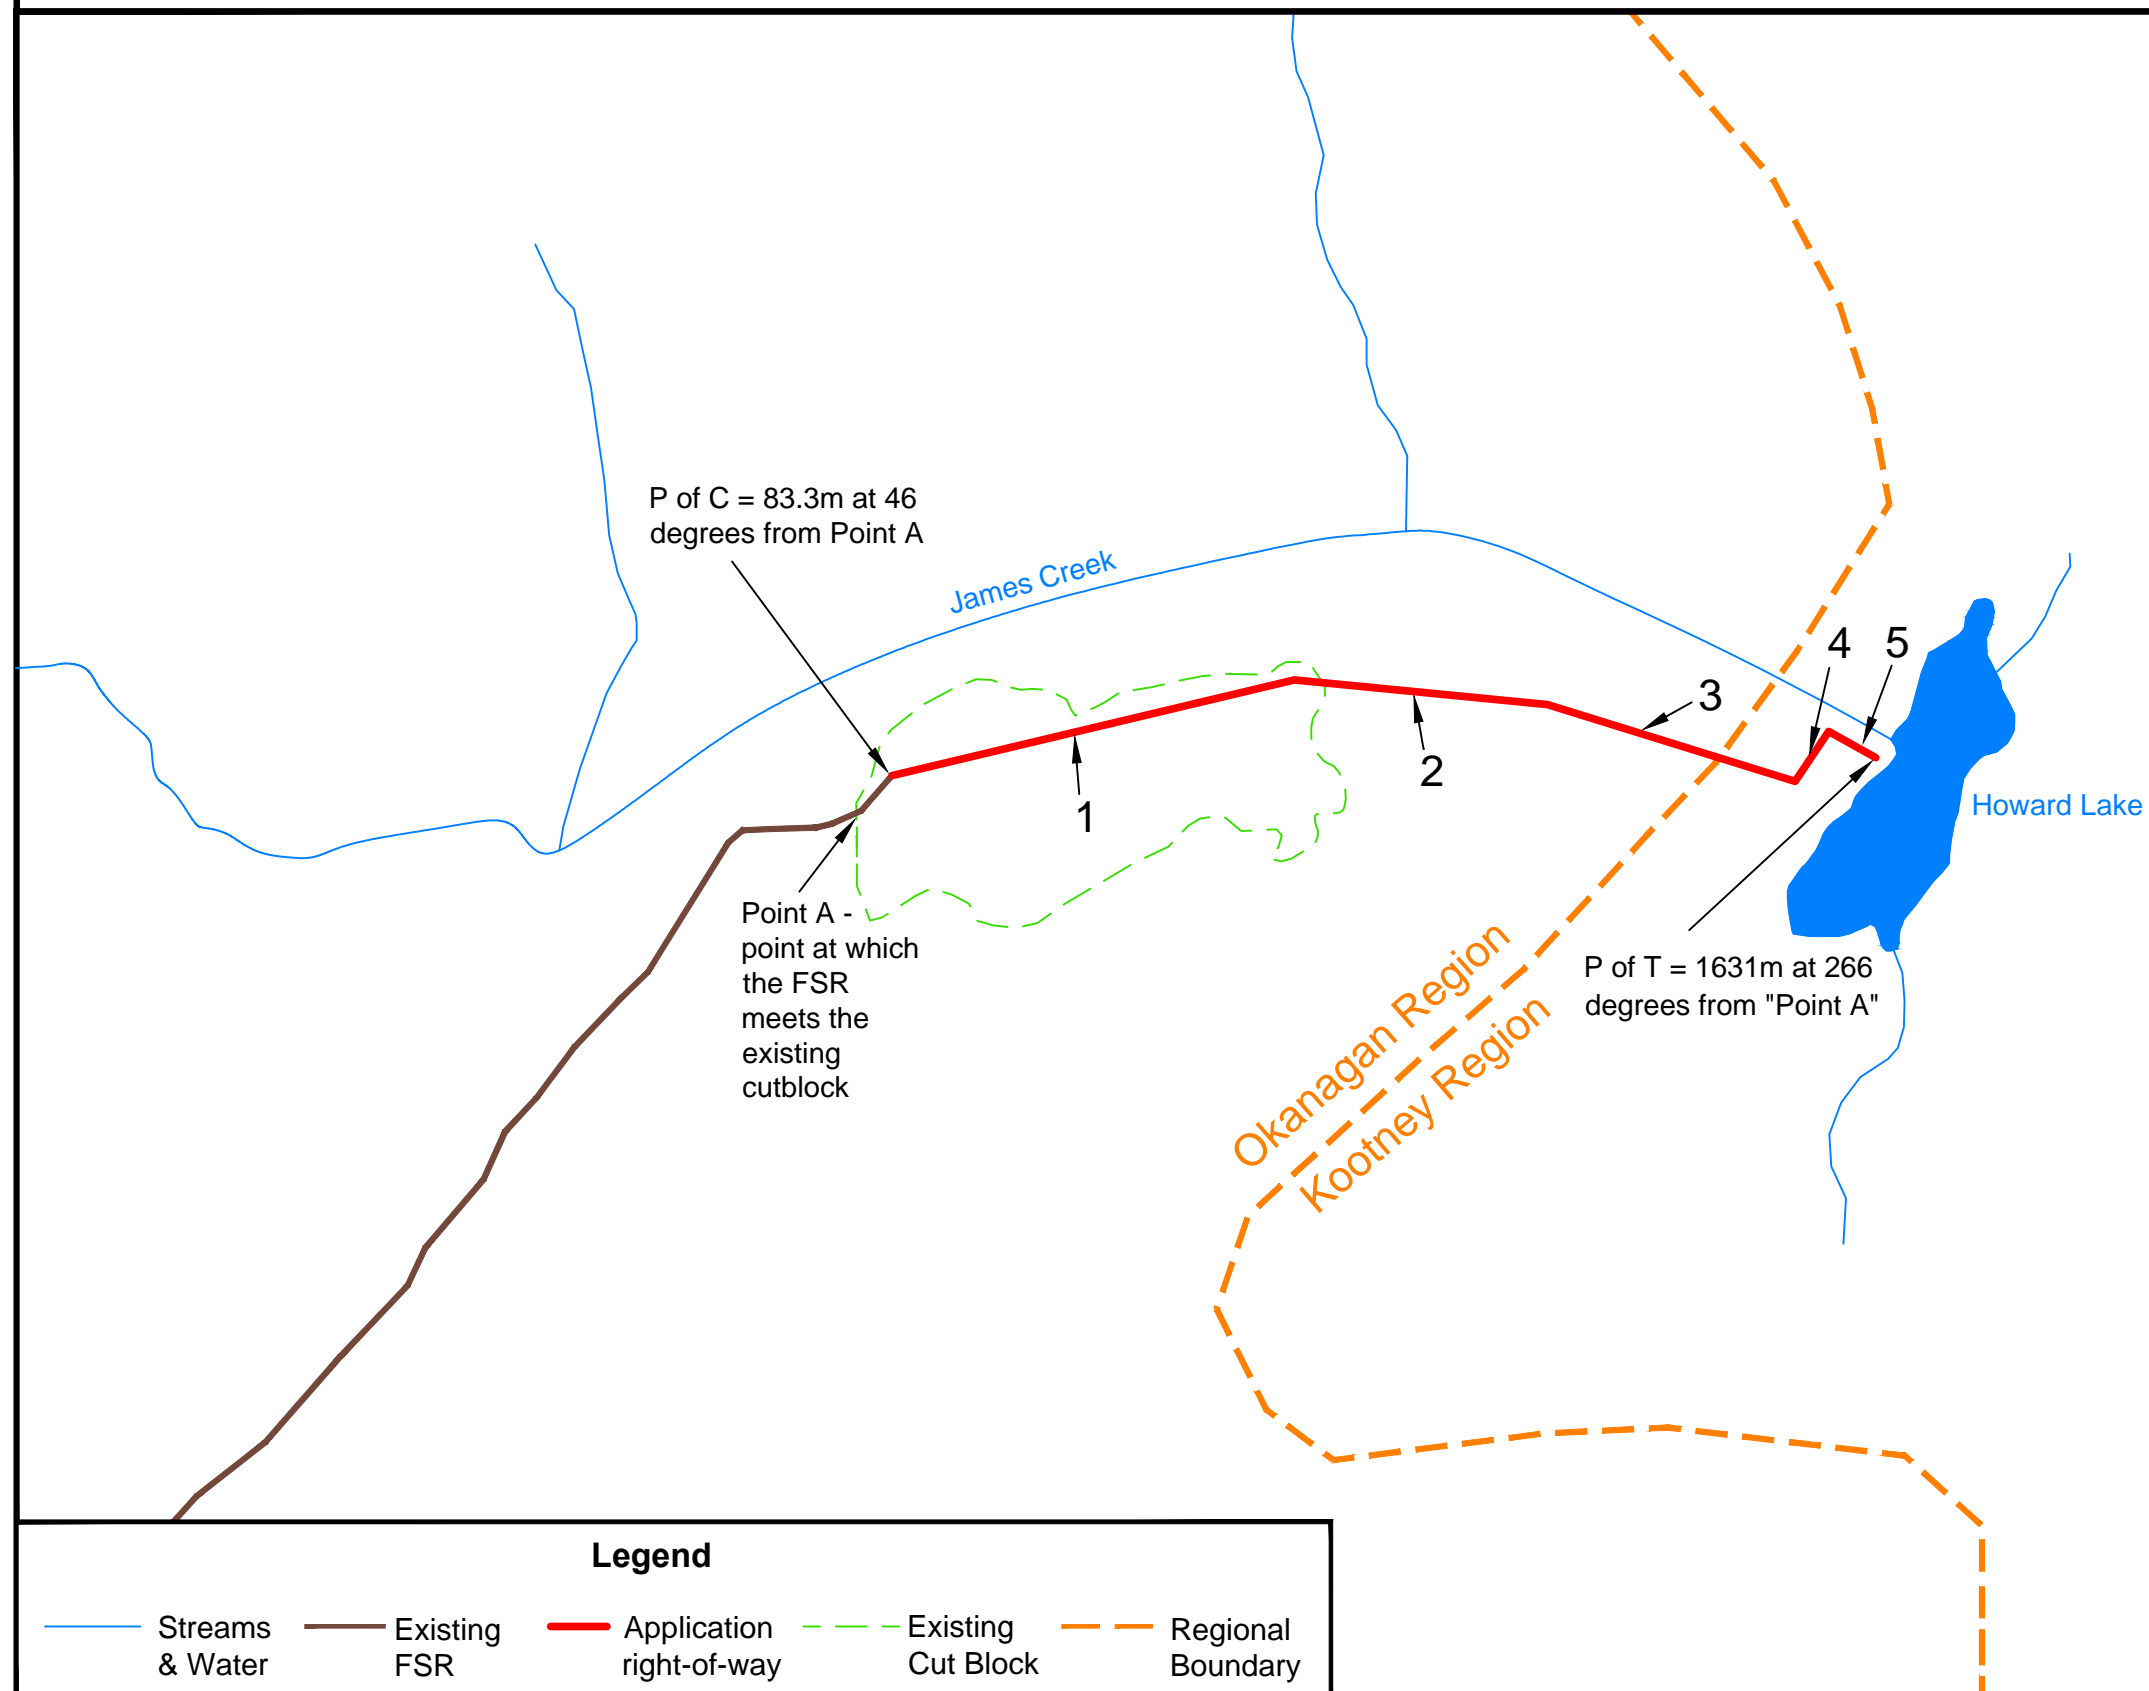 P of C = 83.3m at 46
degrees from Point A
James Creek
4
5
3
2
1
Howard Lake
Point A -
point at which
the FSR
meets the
existing
cutblock
P of T = 1631m at 266
degrees from "Point A"
Okanagan Region
Kootney Region
Legend
Streams
& Water
Existing
FSR
Application
right-of-way
Existing
Cut Block
Regional
Boundary